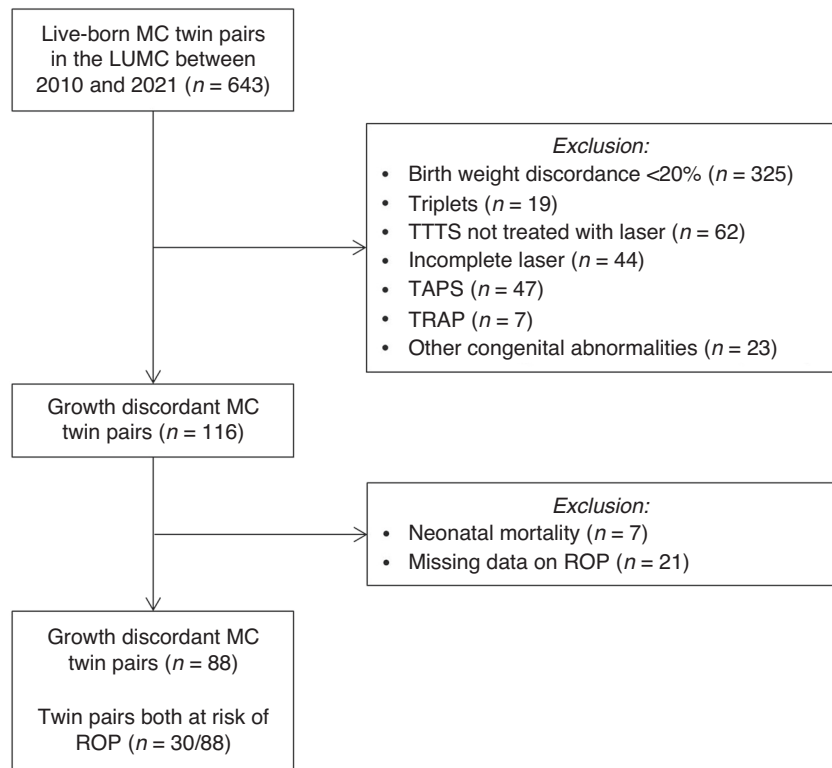 Live-born MC twin pairs
in the LUMC between
2010 and 2021 (n = 643)
Exclusion:
• Birth weight discordance <20% (n = 325)
• Triplets (n = 19)
• TTTS not treated with laser (n = 62)
• Incomplete laser (n = 44)
• TAPS (n = 47)
• TRAP (n = 7)
• Other congenital abnormalities (n = 23)
Growth discordant MC
twin pairs (n = 116)
Exclusion:
• Neonatal mortality (n = 7)
• Missing data on ROP (n = 21)
Growth discordant MC
twin pairs (n = 88)
Twin pairs both at risk of
ROP (n = 30/88)